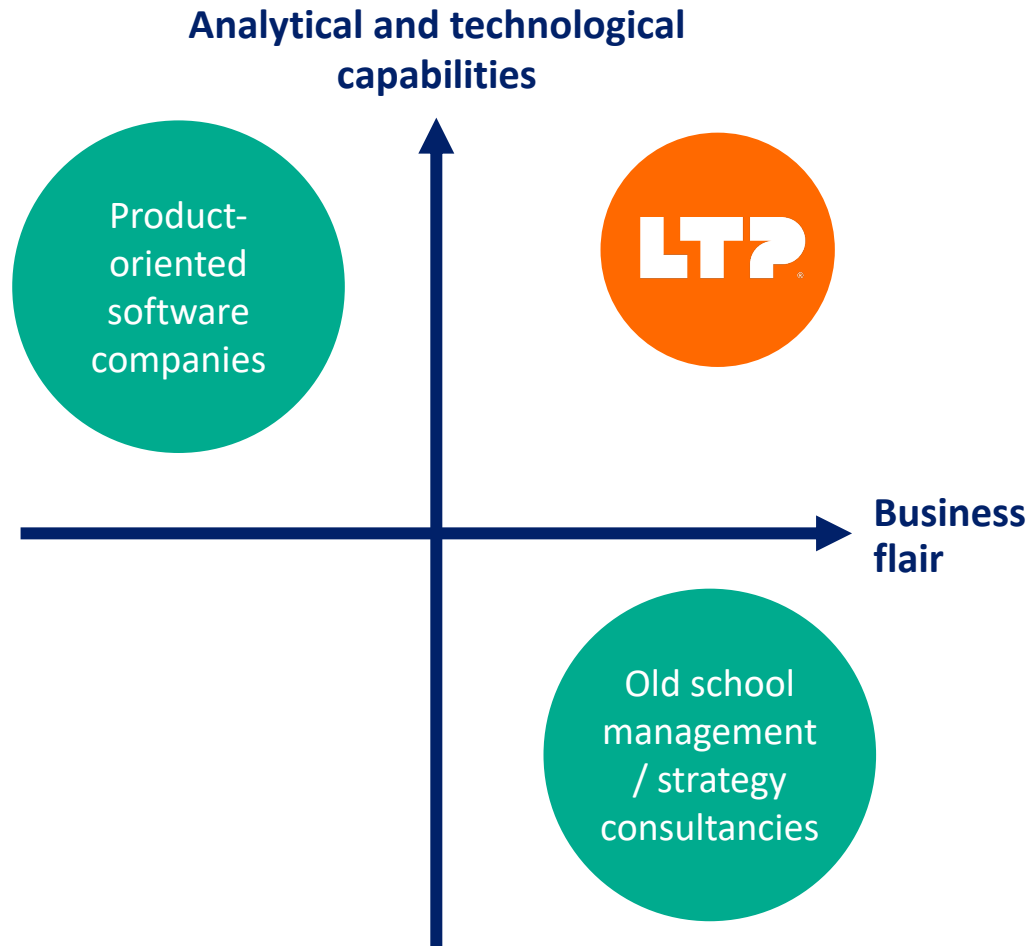 Analytical and technological
capabilities
Product-
oriented
software
companies
LTP®
Business
flair
Old school
management
/ strategy
consultancies